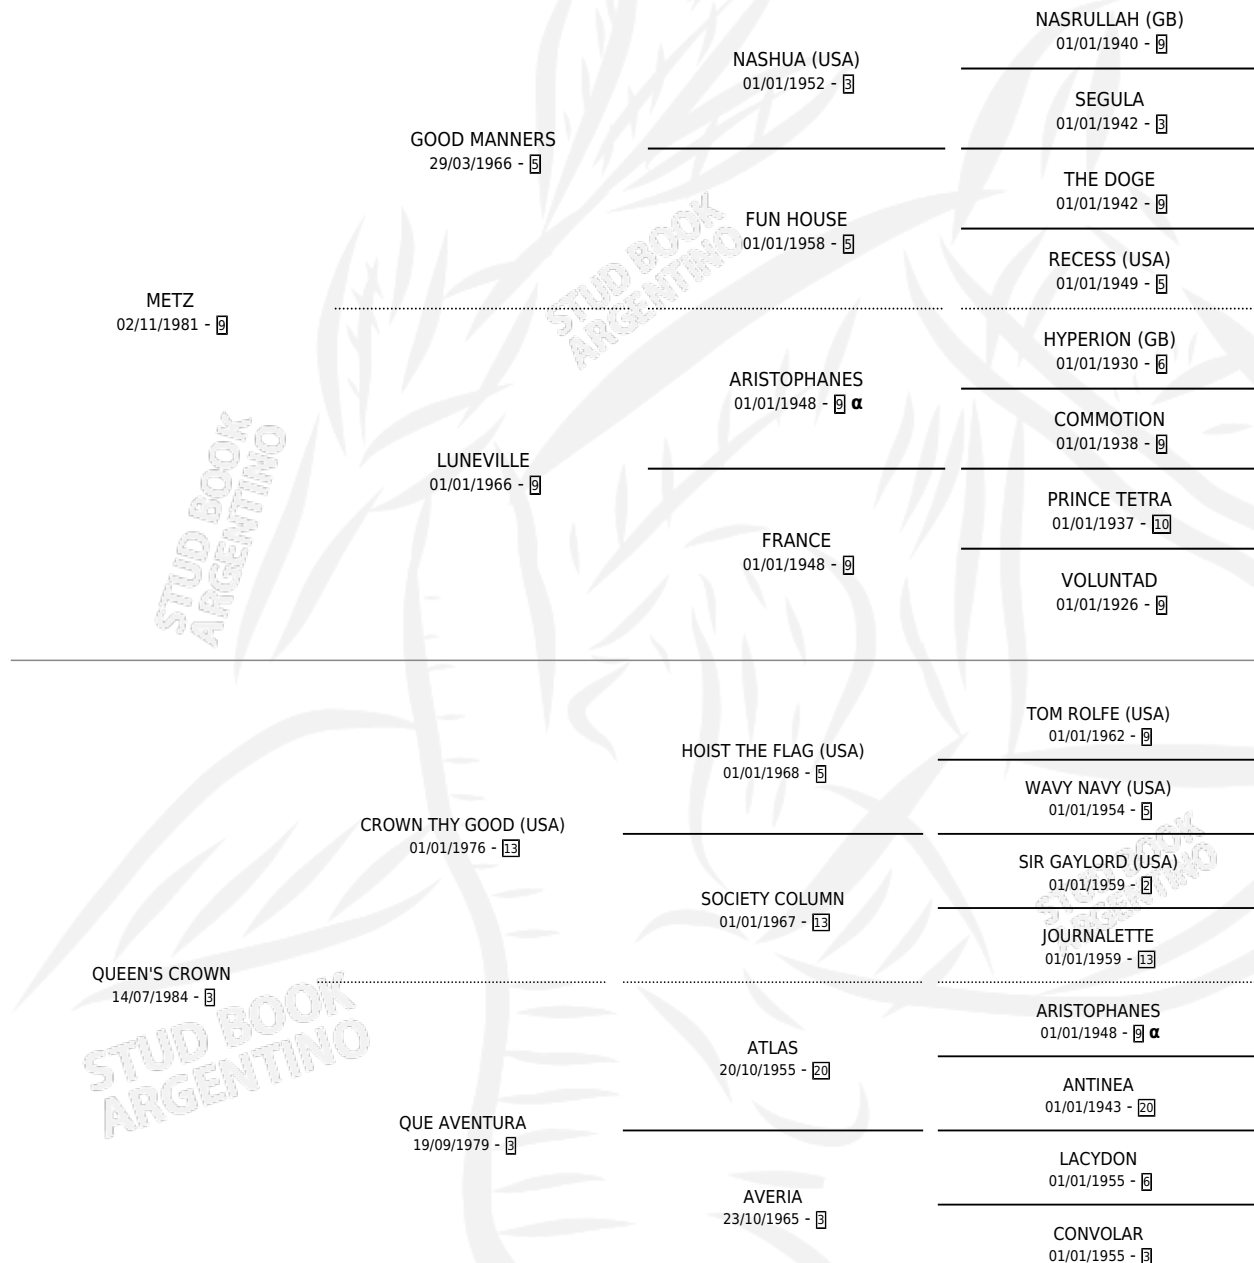 NASRULLAH (GB)
01/01/1940 - 9
NASHUA (USA)
01/01/1952 - 3
SEGULA
01/01/1942 - 3
GOOD MANNERS
29/03/1966 - 5
THE DOGE
01/01/1942 - 9
FUN HOUSE
01/01/1958 - 5
RECESS (USA)
01/01/1949 - 5
METZ
02/11/1981 - 9
HYPERION (GB)
01/01/1930 - 6
ARISTOPHANES
01/01/1948 - 9 α
COMMOTION
01/01/1938 - 9
LUNEVILLE
01/01/1966 - 9
PRINCE TETRA
01/01/1937 - 10
FRANCE
01/01/1948 - 9
VOLUNTAD
01/01/1926 - 9
TOM ROLFE (USA)
01/01/1962 - 9
HOIST THE FLAG (USA)
01/01/1968 - 5
WAVY NAVY (USA)
01/01/1954 - 5
CROWN THY GOOD (USA)
01/01/1976 - 13
SIR GAYLORD (USA)
01/01/1959 - 2
SOCIETY COLUMN
01/01/1967 - 13
JOURNALETTE
01/01/1959 - 13
QUEEN'S CROWN
14/07/1984 - 3
ARISTOPHANES
01/01/1948 - 9 α
ATLAS
20/10/1955 - 20
ANTINEA
01/01/1943 - 20
QUE AVENTURA
19/09/1979 - 3
LACYDON
01/01/1955 - 6
AVERIA
23/10/1965 - 3
CONVOLAR
01/01/1955 - 3
STUD BOOK
ARGENTINO
STUD BOOK
ARGENTINO
STUD BOOK
ARGENTINO
STUD BOOK
ARGENTINO